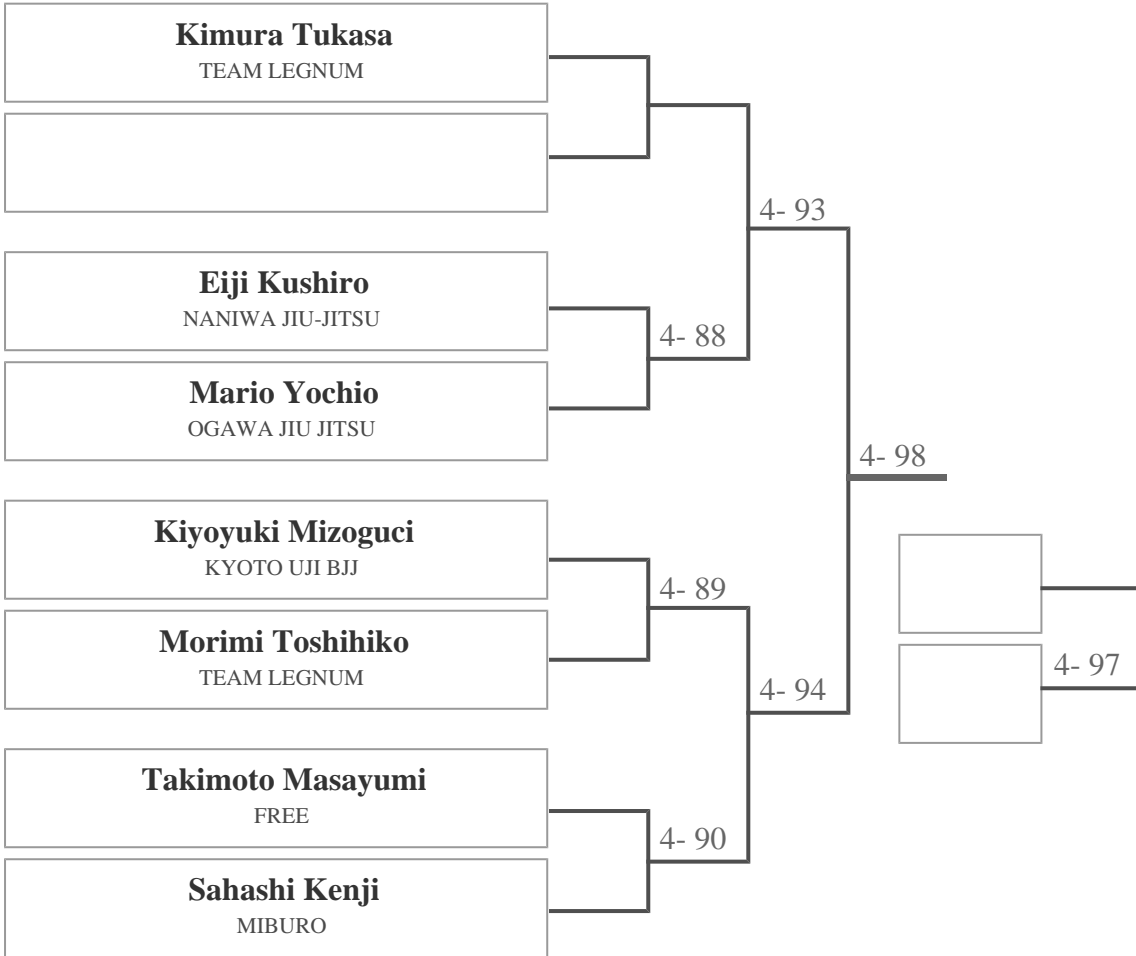 Kimura Tukasa
TEAM LEGNUM
4- 93
Eiji Kushiro
NANIWA JIU-JITSU
4- 88
Mario Yochio
OGAWA JIU JITSU
4- 98
Kiyoyuki Mizoguci
KYOTO UJI BJJ
4- 89
Morimi Toshihiko
TEAM LEGNUM
4- 97
4- 94
Takimoto Masayumi
FREE
4- 90
Sahashi Kenji
MIBURO